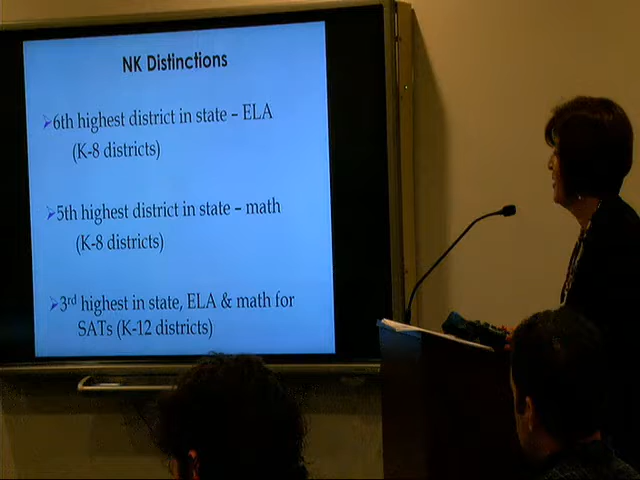 NK Distinctions
➢6th highest district in state – ELA
(K-8 districts)
➢5th highest district in state – math
(K-8 districts)
➢3rd highest in state, ELA & math for
SATs (K-12 districts)